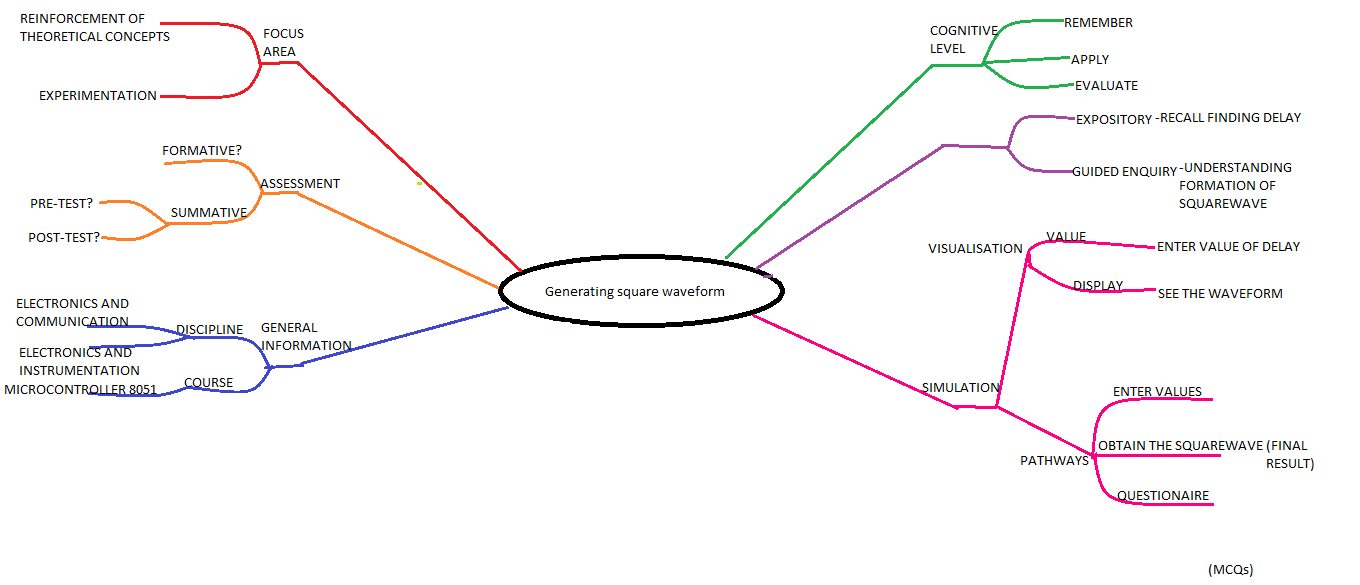 REINFORCEMENT OF
THEORETICAL CONCEPTS
FOCUS
AREA
EXPERIMENTATION
FORMATIVE?
ASSESSMENT
PRE-TEST?
SUMMATIVE
POST-TEST?
ELECTRONICS AND
COMMUNICATION
DISCIPLINE
GENERAL
INFORMATION
ELECTRONICS AND
INSTRUMENTATION
COURSE
MICROCONTROLLER 8051
Generating square waveform
COGNITIVE
LEVEL
REMEMBER
APPLY
EVALUATE
EXPOSITORY -RECALL FINDING DELAY
GUIDED ENQUIRY -UNDERSTANDING
FORMATION OF
SQUAREWAVE
VISUALISATION
VALUE
ENTER VALUE OF DELAY
DISPLAY
SEE THE WAVEFORM
SIMULATION
ENTER VALUES
PATHWAYS
OBTAIN THE SQUAREWAVE (FINAL
RESULT)
QUESTIONAIRE
(MCQs)